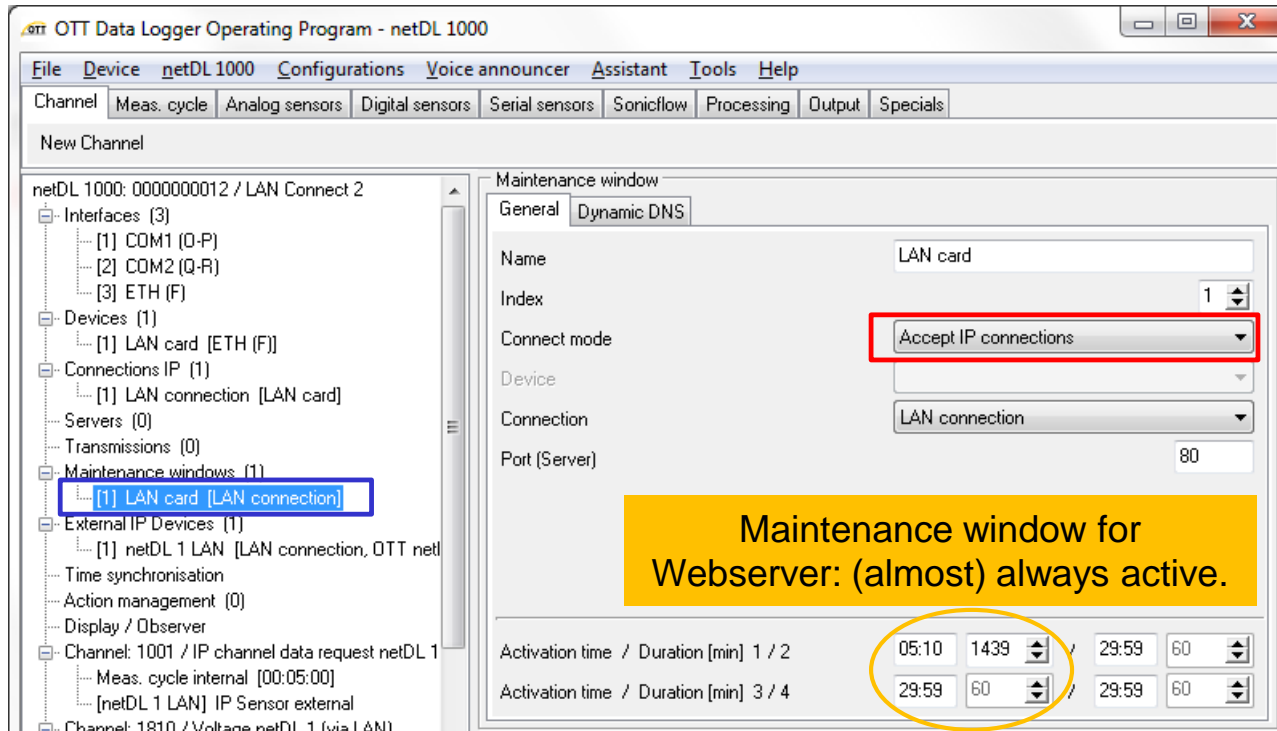 OTT OTT Data Logger Operating Program - netDL 1000
File Device netDL 1000 Configurations Voice announcer Assistant Tools Help
Channel Meas. cycle Analog sensors Digital sensors Serial sensors Sonicflow Processing Output Specials
New Channel
netDL 1000: 0000000012 / LAN Connect 2
Interfaces (3)
[1] COM1 (O-P)
[2] COM2 (Q-R)
[3] ETH (F)
Devices (1)
[1] LAN card [ETH (F)]
Connections IP (1)
[1] LAN connection [LAN card]
Servers (0)
Transmissions (0)
Maintenance windows (1)
[1] LAN card [LAN connection]
External IP Devices (1)
[1] netDL 1 LAN [LAN connection, OTT netl
Time synchronisation
Action management (0)
Display / Observer
Channel: 1001 / IP channel data request netDL 1
Meas. cycle internal [00:05:00]
[netDL 1 LAN] IP Sensor external
Channel: 1810 / Voltage netDL 1 (via LAN)
Maintenance window
General Dynamic DNS
Name LAN card
Index 1
Connect mode Accept IP connections
Device
Connection LAN connection
Port (Server) 80
Maintenance window for
Webserver: (almost) always active.
Activation time / Duration [min] 1 / 2 05:10 1439 / 29:59 60
Activation time / Duration [min] 3 / 4 29:59 60 / 29:59 60